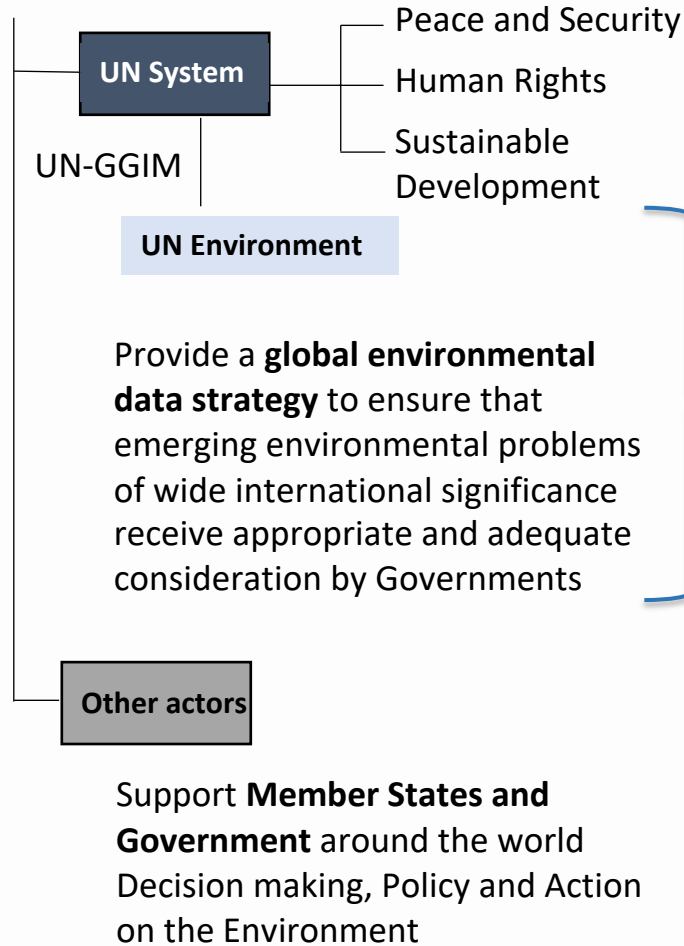 Peace and Security
UN System
Human Rights
Sustainable
Development
UN-GGIM
UN Environment
Provide a global environmental
data strategy to ensure that
emerging environmental problems
of wide international significance
receive appropriate and adequate
consideration by Governments
Other actors
Support Member States and
Government around the world
Decision making, Policy and Action
on the Environment